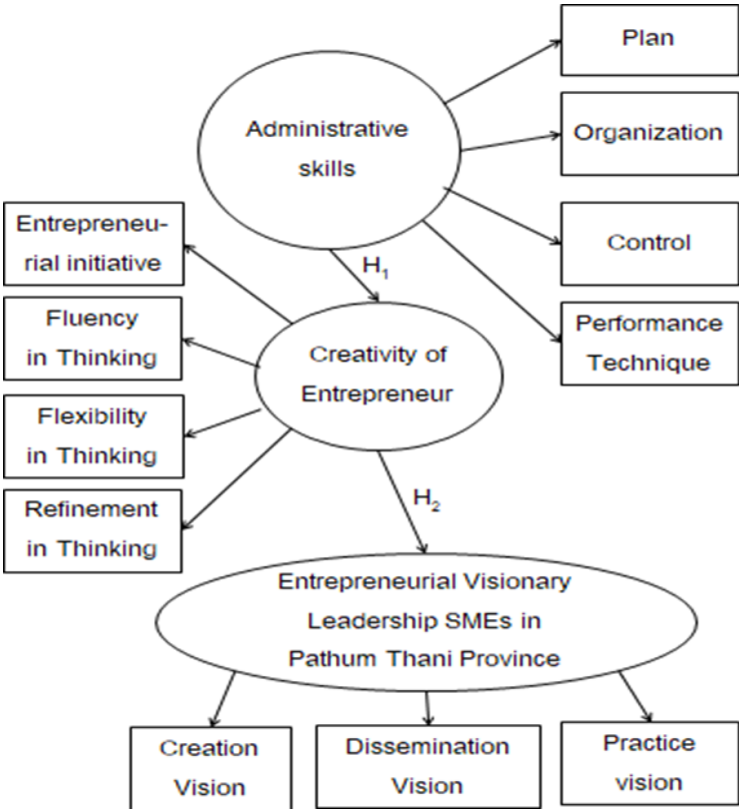 Plan
Administrative
skills
Organization
Control
Entrepreneu-
rial initiative
H1
Performance
Technique
Fluency
in Thinking
Creativity of
Entrepreneur
Flexibility
in Thinking
Refinement
in Thinking
H2
Entrepreneurial Visionary
Leadership SMEs in
Pathum Thani Province
Creation
Vision
Dissemination
Vision
Practice
vision